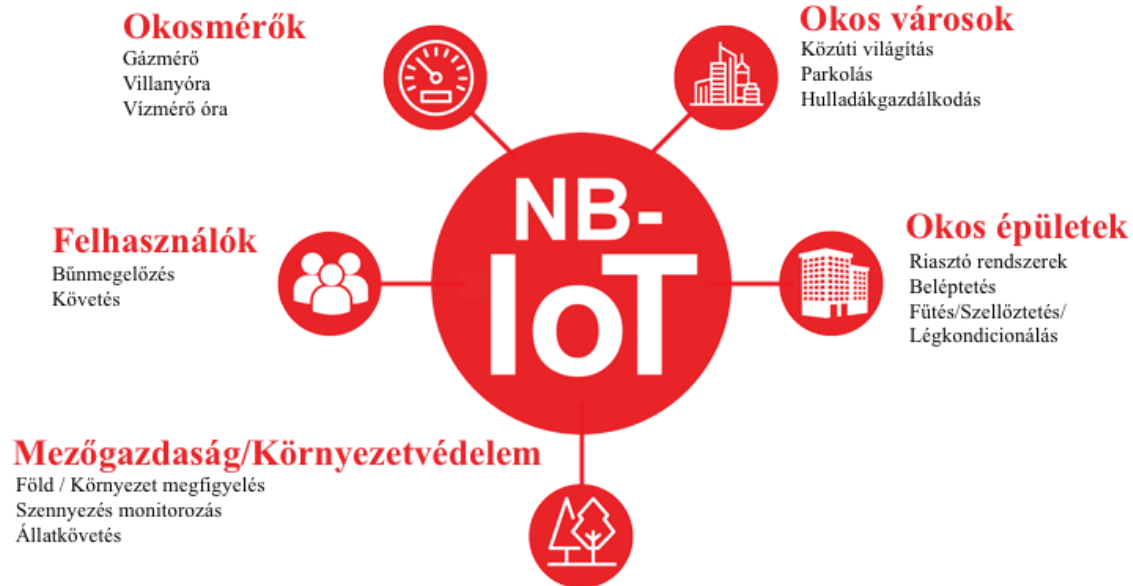 Okosmérők
Gázmérő
Villanyóra
Vízmérő óra
Okos városok
Közúti világítás
Parkolás
Hulladákgazdálkodás
NB-
IoT
Felhasználók
Bűnmegelőzés
Követés
Okos épületek
Riasztó rendszerek
Beléptetés
Fűtés/Szellőztetés/
Légkondicionálás
Mezőgazdaság/Környezetvédelem
Föld / Környezet megfigyelés
Szennyezés monitorozás
Állatkövetés